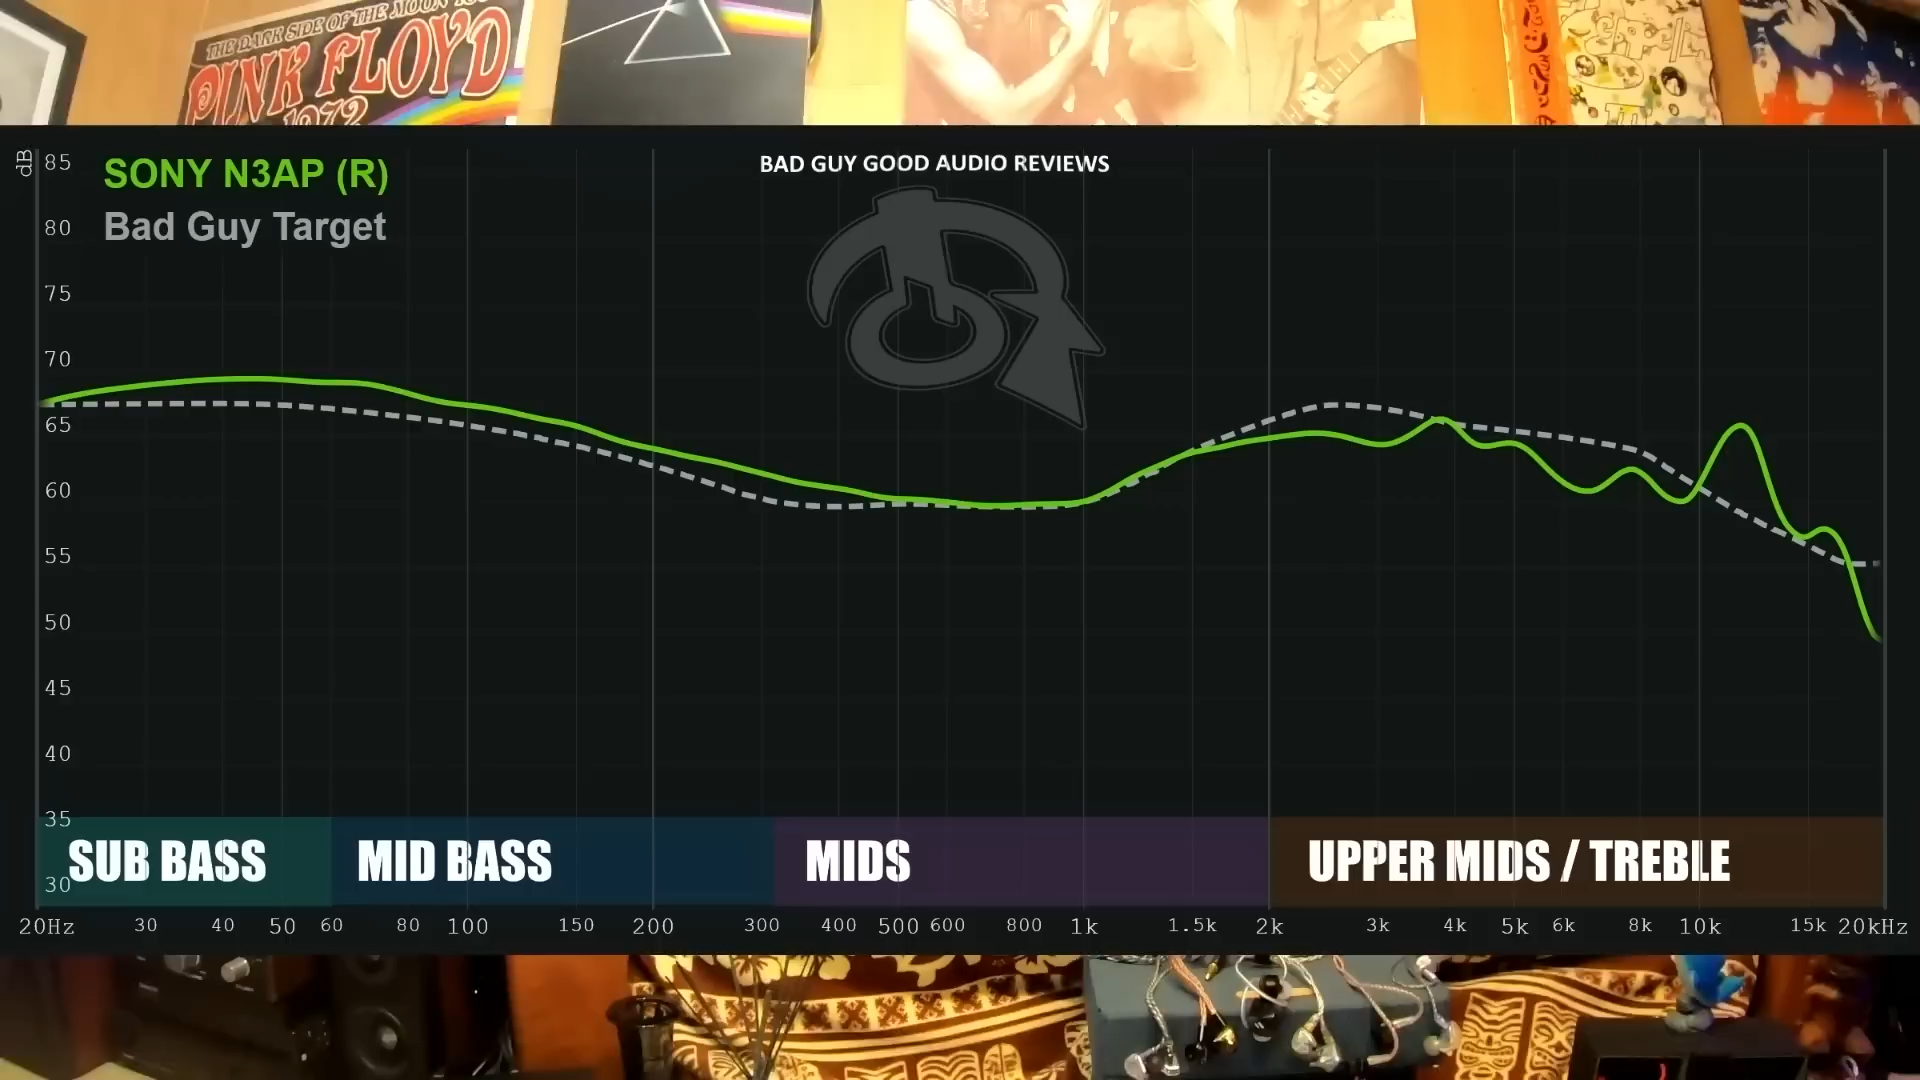 THE DARK SIDE OF THE MOON
PINK FLOYD
1972
dB
85
SONY N3AP (R)
BAD GUY GOOD AUDIO REVIEWS
80
Bad Guy Target
75
70
65
60
55
50
45
40
35
30
SUB BASS
MID BASS
MIDS
UPPER MIDS / TREBLE
20Hz 30 40 50 60 80 100 150 200 300 400 500 600 800 1k 1.5k 2k 3k 4k 5k 6k 8k 10k 15k 20kHz